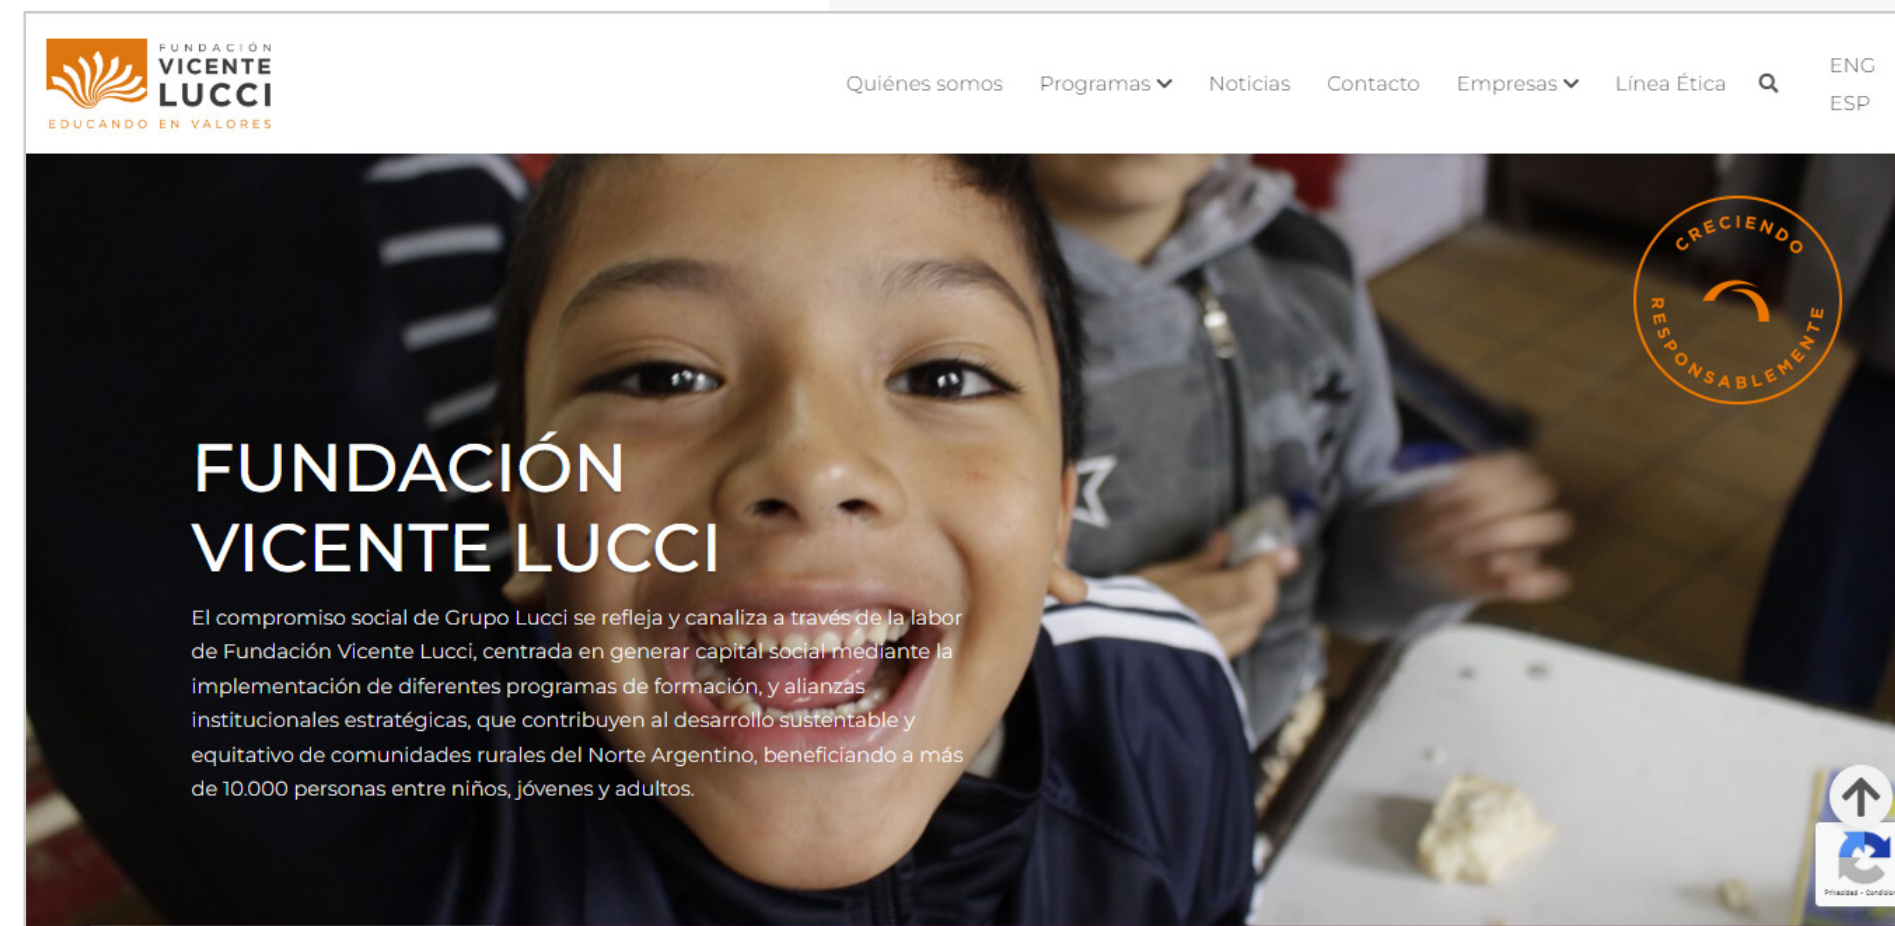 FUNDACIÓN
VICENTE
LUCCI
EDUCANDO EN VALORES
Quiénes somos Programas Noticias Contacto Empresas Línea Ética
ENG
ESP
CRECIENDO
RESPONSABLEMENTE
FUNDACIÓN
VICENTE LUCCI
El compromiso social de Grupo Lucci se refleja y canaliza a través de la labor
de Fundación Vicente Lucci, centrada en generar capital social mediante la
implementación de diferentes programas de formación, y alianzas
institucionales estratégicas, que contribuyen al desarrollo sustentable y
equitativo de comunidades rurales del Norte Argentino, beneficiando a más
de 10.000 personas entre niños, jóvenes y adultos.
Privacidad -